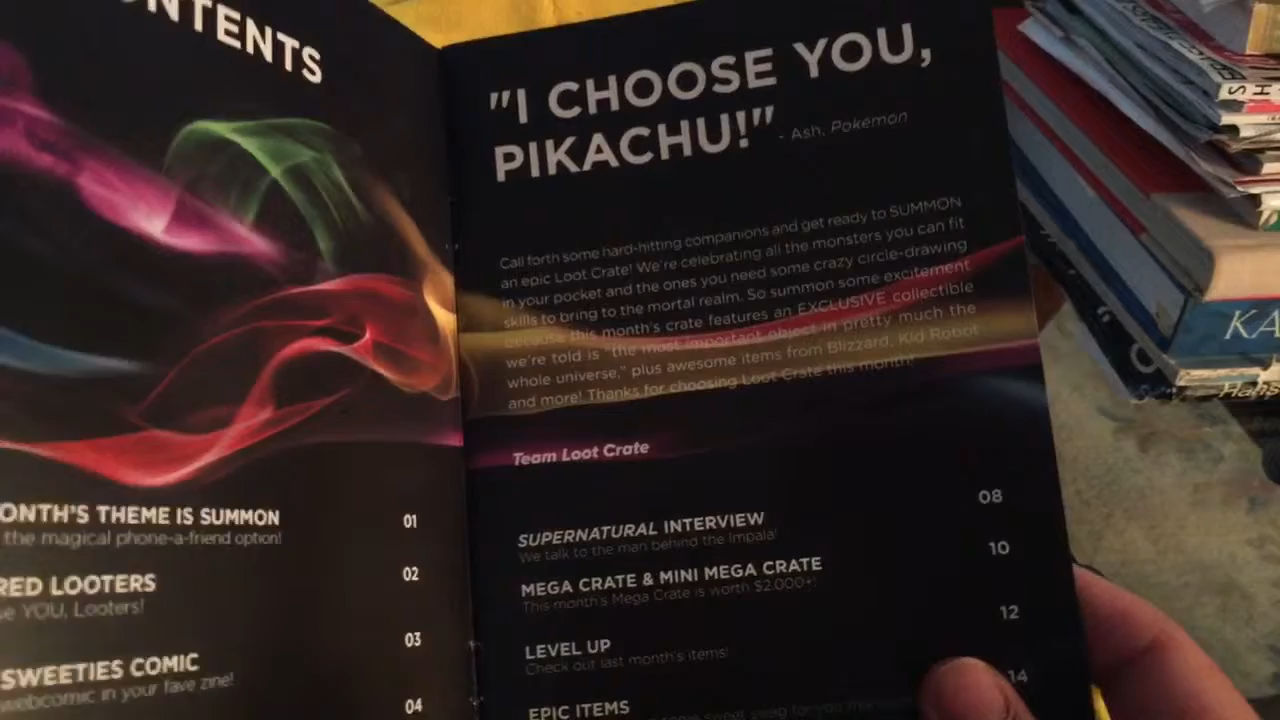 NTENTS
ONTH'S THEME IS SUMMON 01
the magical phone-a-friend option!
RED LOOTERS 02
se YOU, Looters!
03
SWEETIES COMIC
webcomic in your fave zine!
04
"I CHOOSE YOU,
PIKACHU!" - Ash, Pokémon
Call forth some hard-hitting companions and get ready to SUMMON
an epic Loot Crate! We're celebrating all the monsters you can fit
in your pocket and the ones you need some crazy circle-drawing
skills to bring to the mortal realm. So summon some excitement
because this month's crate features an EXCLUSIVE collectible
we're told is "the most important object in pretty much the
whole universe," plus awesome items from Blizzard, Kid Robot
and more! Thanks for choosing Loot Crate this month!
Team Loot Crate
08
SUPERNATURAL INTERVIEW
We talk to the man behind the Impala!
10
MEGA CRATE & MINI MEGA CRATE
This month's Mega Crate is worth $2,000+!
12
LEVEL UP
Check out last month's items!
14
EPIC ITEMS
some sweet swag for you
KA